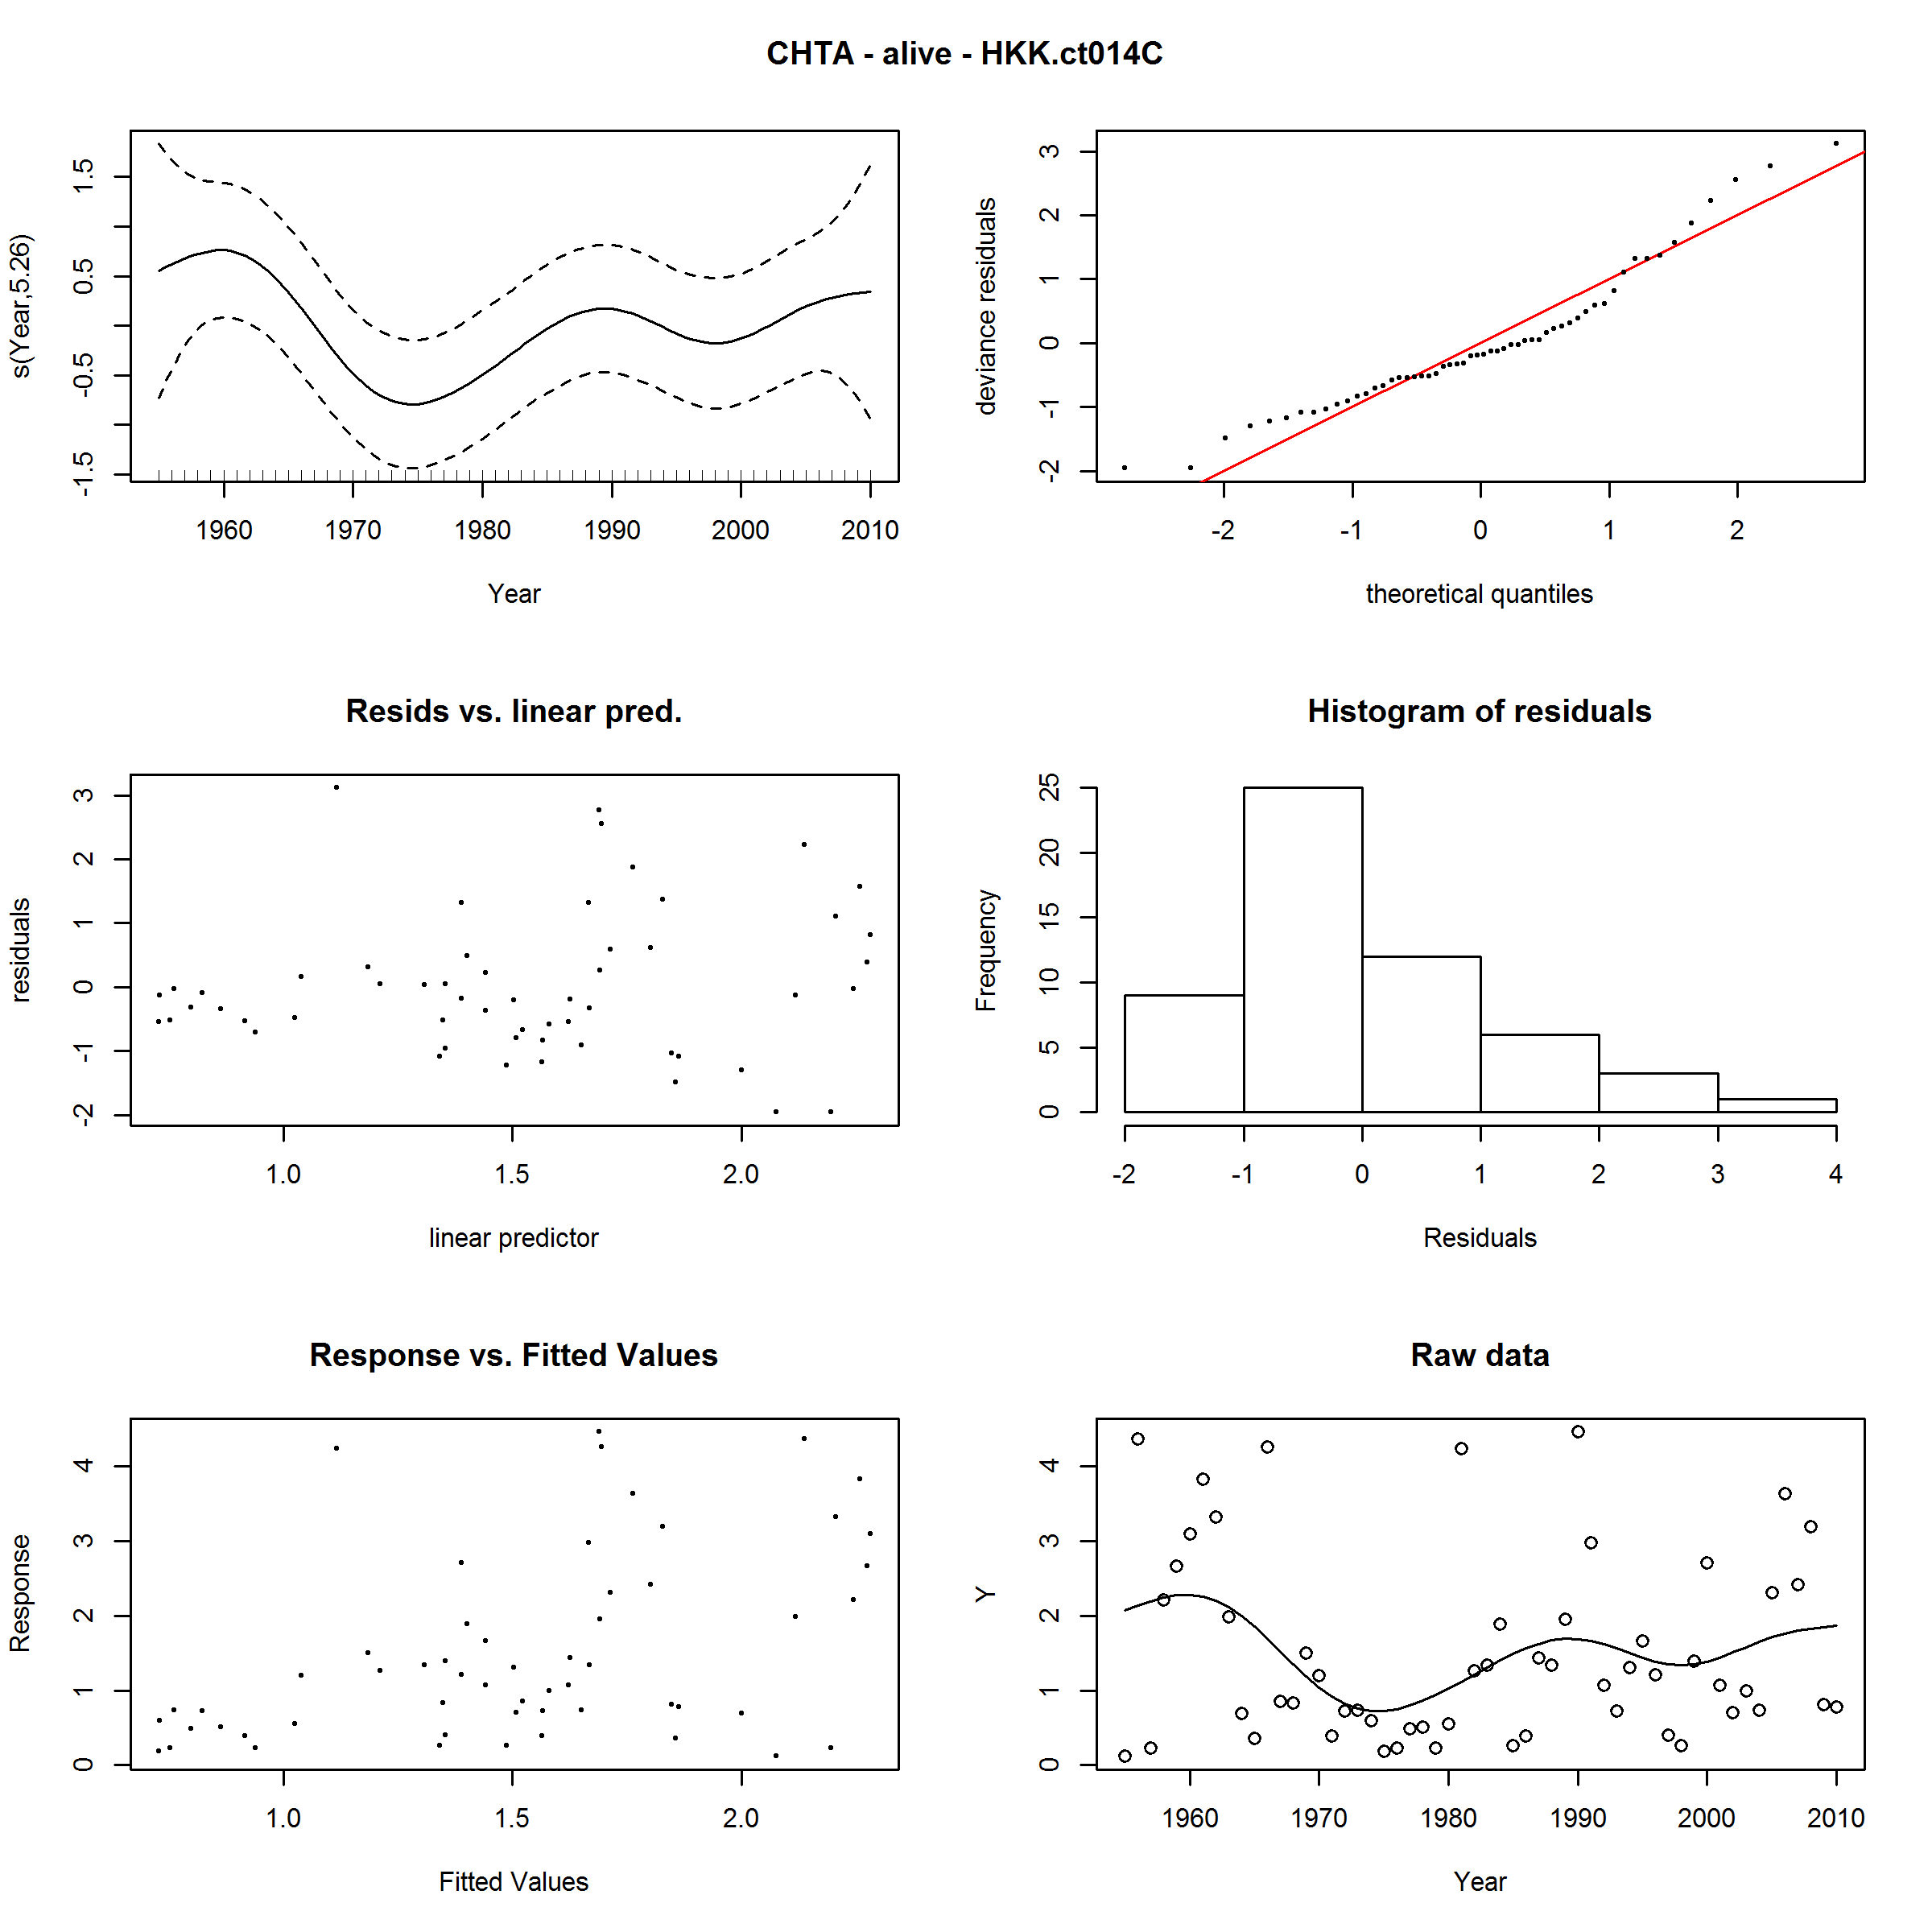 CHTA - alive - HKK.ct014C
s(Year,5.26)
-1.5 -0.5 0.5 1.5
1960 1970 1980 1990 2000 2010
Year
deviance residuals
-2 -1 0 1 2 3
-2 -1 0 1 2
theoretical quantiles
Resids vs. linear pred.
residuals
-2 -1 0 1 2 3
1.0 1.5 2.0
linear predictor
Histogram of residuals
Frequency
0 5 10 15 20 25
-2 -1 0 1 2 3 4
Residuals
Response vs. Fitted Values
Response
0 1 2 3 4
1.0 1.5 2.0
Fitted Values
Raw data
Y
0 1 2 3 4
1960 1970 1980 1990 2000 2010
Year